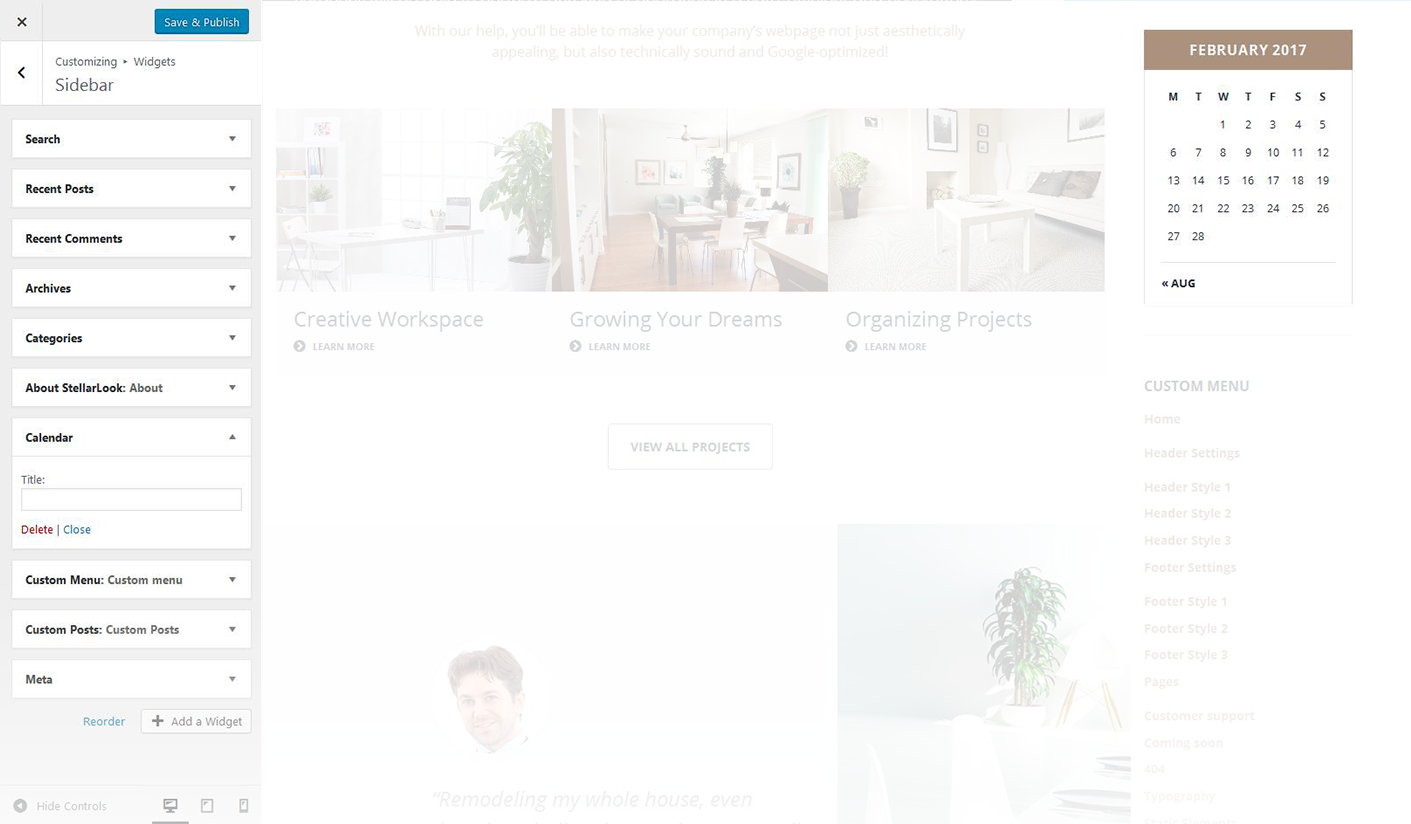 Save & Publish
Customizing ▸ Widgets
Sidebar
Search
Recent Posts
Recent Comments
Archives
Categories
About StellarLook: About
Calendar
Title:
Delete | Close
Custom Menu: Custom menu
Custom Posts: Custom Posts
Meta
Reorder
Add a Widget
Hide Controls
With our help, you'll be able to make your company's webpage not just aesthetically
appealing, but also technically sound and Google-optimized!
Creative Workspace
LEARN MORE
Growing Your Dreams
LEARN MORE
Organizing Projects
LEARN MORE
VIEW ALL PROJECTS
“Remodeling my whole house, even
FEBRUARY 2017
M T W T F S S
1 2 3 4 5
6 7 8 9 10 11 12
13 14 15 16 17 18 19
20 21 22 23 24 25 26
27 28
« AUG
CUSTOM MENU
Home
Header Settings
Header Style 1
Header Style 2
Header Style 3
Footer Settings
Footer Style 1
Footer Style 2
Footer Style 3
Pages
Customer support
Coming soon
404
Typography
Static Elements